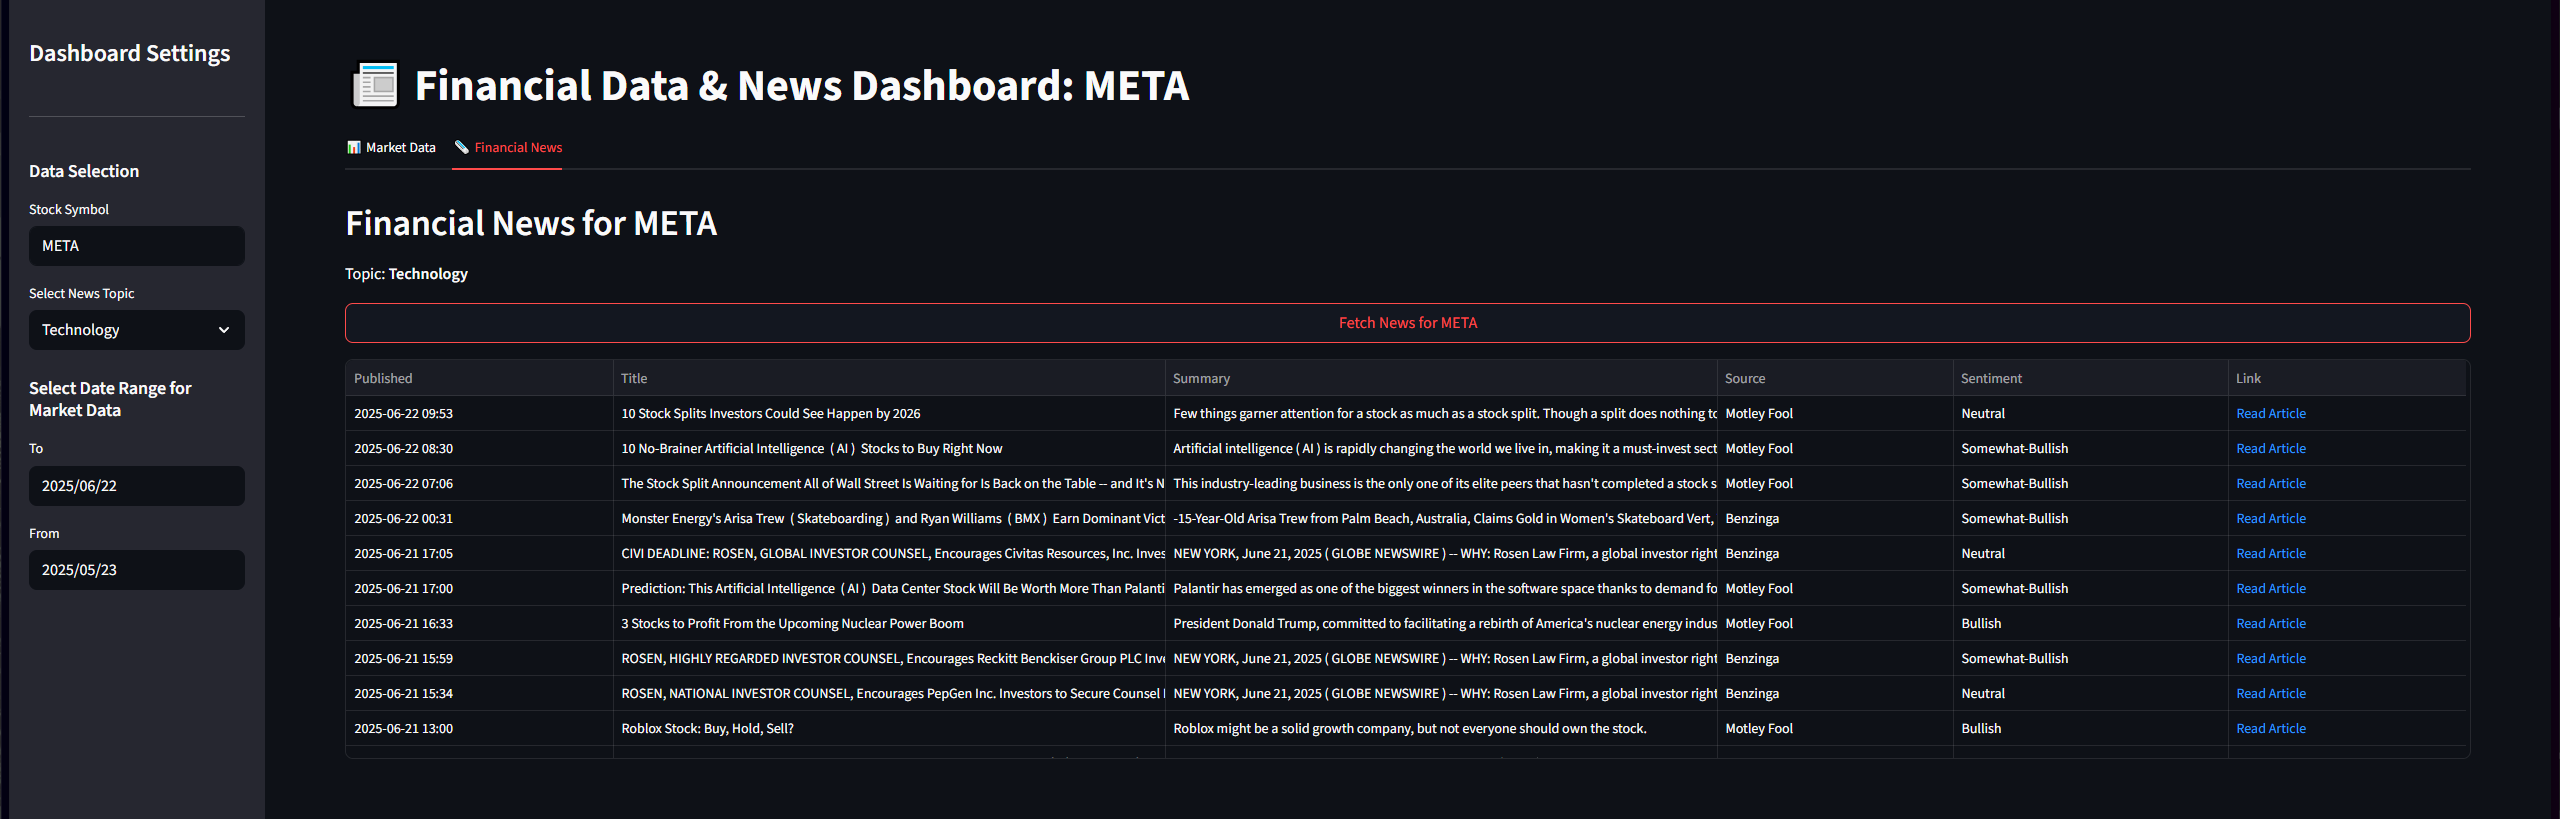 Dashboard Settings
Data Selection
Stock Symbol
META
Select News Topic
Technology
Select Date Range for
Market Data
To
2025/06/22
From
2025/05/23
Financial Data & News Dashboard: META
Market Data Financial News
Financial News for META
Topic: Technology
Fetch News for META
Published Title Summary Source Sentiment Link
2025-06-22 09:53 10 Stock Splits Investors Could See Happen by 2026 Few things garner attention for a stock as much as a stock split. Though a split does nothing to Motley Fool Neutral Read Article
2025-06-22 08:30 10 No-Brainer Artificial Intelligence ( AI ) Stocks to Buy Right Now Artificial intelligence ( AI ) is rapidly changing the world we live in, making it a must-invest sect Motley Fool Somewhat-Bullish Read Article
2025-06-22 07:06 The Stock Split Announcement All of Wall Street Is Waiting for Is Back on the Table -- and It's N This industry-leading business is the only one of its elite peers that hasn't completed a stock s Motley Fool Somewhat-Bullish Read Article
2025-06-22 00:31 Monster Energy's Arisa Trew ( Skateboarding ) and Ryan Williams ( BMX ) Earn Dominant Vict -15-Year-Old Arisa Trew from Palm Beach, Australia, Claims Gold in Women's Skateboard Vert, Benzinga Somewhat-Bullish Read Article
2025-06-21 17:05 CIVI DEADLINE: ROSEN, GLOBAL INVESTOR COUNSEL, Encourages Civitas Resources, Inc. Inves NEW YORK, June 21, 2025 ( GLOBE NEWSWIRE ) -- WHY: Rosen Law Firm, a global investor right Benzinga Neutral Read Article
2025-06-21 17:00 Prediction: This Artificial Intelligence ( AI ) Data Center Stock Will Be Worth More Than Palanti Palantir has emerged as one of the biggest winners in the software space thanks to demand fo Motley Fool Somewhat-Bullish Read Article
2025-06-21 16:33 3 Stocks to Profit From the Upcoming Nuclear Power Boom President Donald Trump, committed to facilitating a rebirth of America's nuclear energy indus Motley Fool Bullish Read Article
2025-06-21 15:59 ROSEN, HIGHLY REGARDED INVESTOR COUNSEL, Encourages Reckitt Benckiser Group PLC Inve NEW YORK, June 21, 2025 ( GLOBE NEWSWIRE ) -- WHY: Rosen Law Firm, a global investor right Benzinga Somewhat-Bullish Read Article
2025-06-21 15:34 ROSEN, NATIONAL INVESTOR COUNSEL, Encourages PepGen Inc. Investors to Secure Counsel NEW YORK, June 21, 2025 ( GLOBE NEWSWIRE ) -- WHY: Rosen Law Firm, a global investor right Benzinga Neutral Read Article
2025-06-21 13:00 Roblox Stock: Buy, Hold, Sell? Roblox might be a solid growth company, but not everyone should own the stock. Motley Fool Bullish Read Article